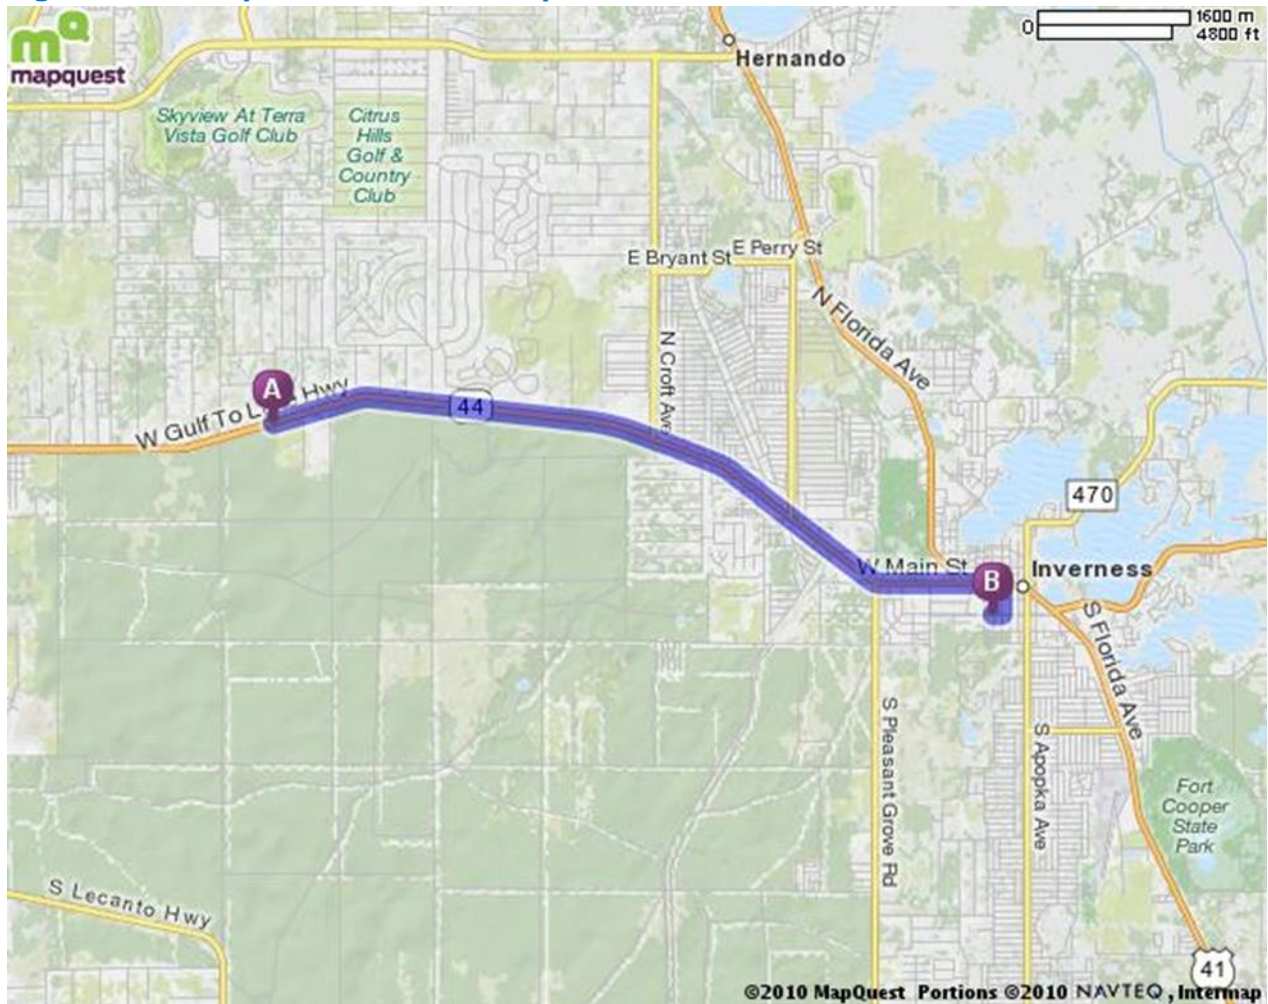 mapquest
0
1600 m
4800 ft
Hernando
Skyview At Terra
Vista Golf Club
Citrus
Hills
Golf &
Country
Club
E Bryant St
E Perry St
N Florida Ave
N Croft Ave
A
W Gulf To L Hwy
44
470
W Main St
B
Inverness
S Florida Ave
S Pleasant Grove Rd
S Apopka Ave
Fort
Cooper
State
Park
S Lecanto Hwy
41
©2010 MapQuest Portions ©2010 NAVTEQ, Intermap